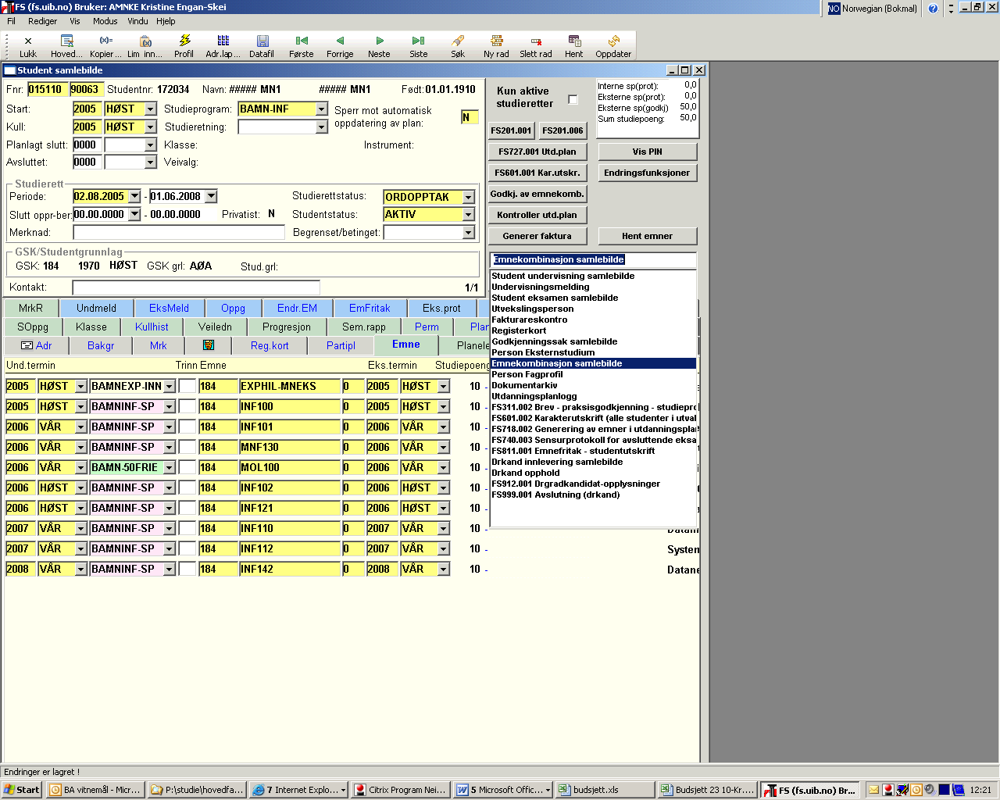 FS (fs.uib.no) Bruker: AMNKE Kristine Engan-Skei
NO Norwegian (Bokmal)
Fil Rediger Vis Modus Vindu Hjelp
Lukk Hoved... Kopier ... Lim inn... Profil Adr.lap... Datafil Første Forrige Neste Siste Søk Ny rad Slett rad Hent Oppdater
Student samlebilde
Fnr: 015110 90063 Studentnr: 172034 Navn: ##### MN1 ##### MN1 Født: 01.01.1910
Start: 2005 HØST Studieprogram: BAMN-INF Sperr mot automatisk oppdatering av plan: N
Kull: 2005 HØST Studieretning:
Planlagt slutt: 0000 Klasse: Instrument:
Avsluttet: 0000 Veivalg:
Studierett
Periode: 02.08.2005 - 01.06.2008 Studierettstatus: ORDOPPTAK
Slutt oppr-ber: 00.00.0000 - 00.00.0000 Privatist: N Studentstatus: AKTIV
Merknad: Begrenset/betinget:
GSK/Studentgrunnlag
GSK: 184 1970 HØST GSK grl: AØA Stud.grl:
Kontakt: 1/1
Kun aktive studieretter
Interne sp(prot): 0,0
Eksterne sp(prot): 0,0
Eksterne sp(godkj) 50,0
Sum studiepoeng: 50,0
FS201.001 FS201.006
FS727.001 Utd.plan Vis PIN
FS601.001 Kar.utskr. Endringsfunksjoner
Godkj. av emnekomb.
Kontroller utd.plan
Generer faktura Hent emner
Emnekombinasjon samlebilde
Student undervisning samlebilde
Undervisningsmelding
Student eksamen samlebilde
Utvekslingsperson
Fakturareskontro
Registerkort
Godkjenningssak samlebilde
Person Eksternstudium
Emnekombinasjon samlebilde
Person Fagprofil
Dokumentarkiv
Utdanningsplanlogg
FS311.002 Brev - praksisgodkjenning - studiepro
FS601.002 Karakterutskrift (alle studenter i utval
FS718.002 Generering av emner i utdanningspla
FS740.003 Sensurprotokoll for avsluttende eksa
FS811.001 Emnefritak - studentutskrift
Drkand innlevering samlebilde
Drkand opphold
FS912.001 Drgradkandidat-opplysninger
FS999.001 Avslutning (drkand)
MrkR Undmeld EksMeld Oppg Endr.EM EmFritak Eks.prot
SOppg Klasse Kullhist Veiledn Progresjon Sem.rapp Perm Plan
Adr Bakgr Mrk Reg.kort Partipl Emne Planele
Und.termin Trinn Emne Eks.termin Studiepoeng
2005 HØST BAMNEXP-INN 184 EXPHIL-MNEKS 0 2005 HØST 10 -
2005 HØST BAMNINF-SP 184 INF100 0 2005 HØST 10 -
2006 VÅR BAMNINF-SP 184 INF101 0 2006 VÅR 10 -
2006 VÅR BAMNINF-SP 184 MNF130 0 2006 VÅR 10 -
2006 VÅR BAMN-50FRIE 184 MOL100 0 2006 VÅR 10 -
2006 HØST BAMNINF-SP 184 INF102 0 2006 HØST 10 -
2006 HØST BAMNINF-SP 184 INF121 0 2006 HØST 10 -
2007 VÅR BAMNINF-SP 184 INF110 0 2007 VÅR 10 -
2007 VÅR BAMNINF-SP 184 INF112 0 2007 VÅR 10 - System
2008 VÅR BAMNINF-SP 184 INF142 0 2008 VÅR 10 - Datane
Endringer er lagret !
Start BA vitnemål - Micr... P:\studie\hovedfa... 7 Internet Explo... Citrix Program Nei... 5 Microsoft Offic... budsjett.xls Budsjett 23 10-Kr.... FS (fs.uib.no) Br... 12:21